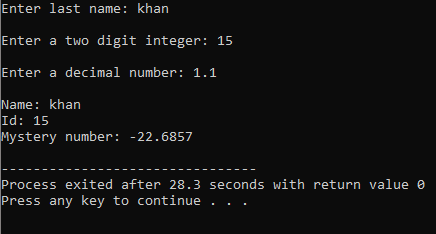 Enter last name: khan
Enter a two digit integer: 15
Enter a decimal number: 1.1
Name: khan
Id: 15
Mystery number: -22.6857
--------------------------------
Process exited after 28.3 seconds with return value 0
Press any key to continue . . .